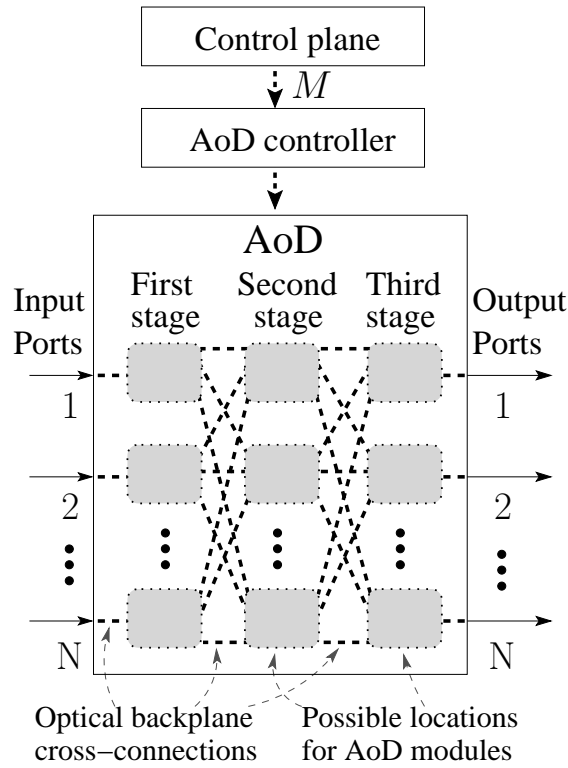 Control plane
M
AoD controller
AoD
First stage
Second stage
Third stage
Input Ports
Output Ports
1
1
2
2
N
N
Optical backplane
cross−connections
Possible locations
for AoD modules